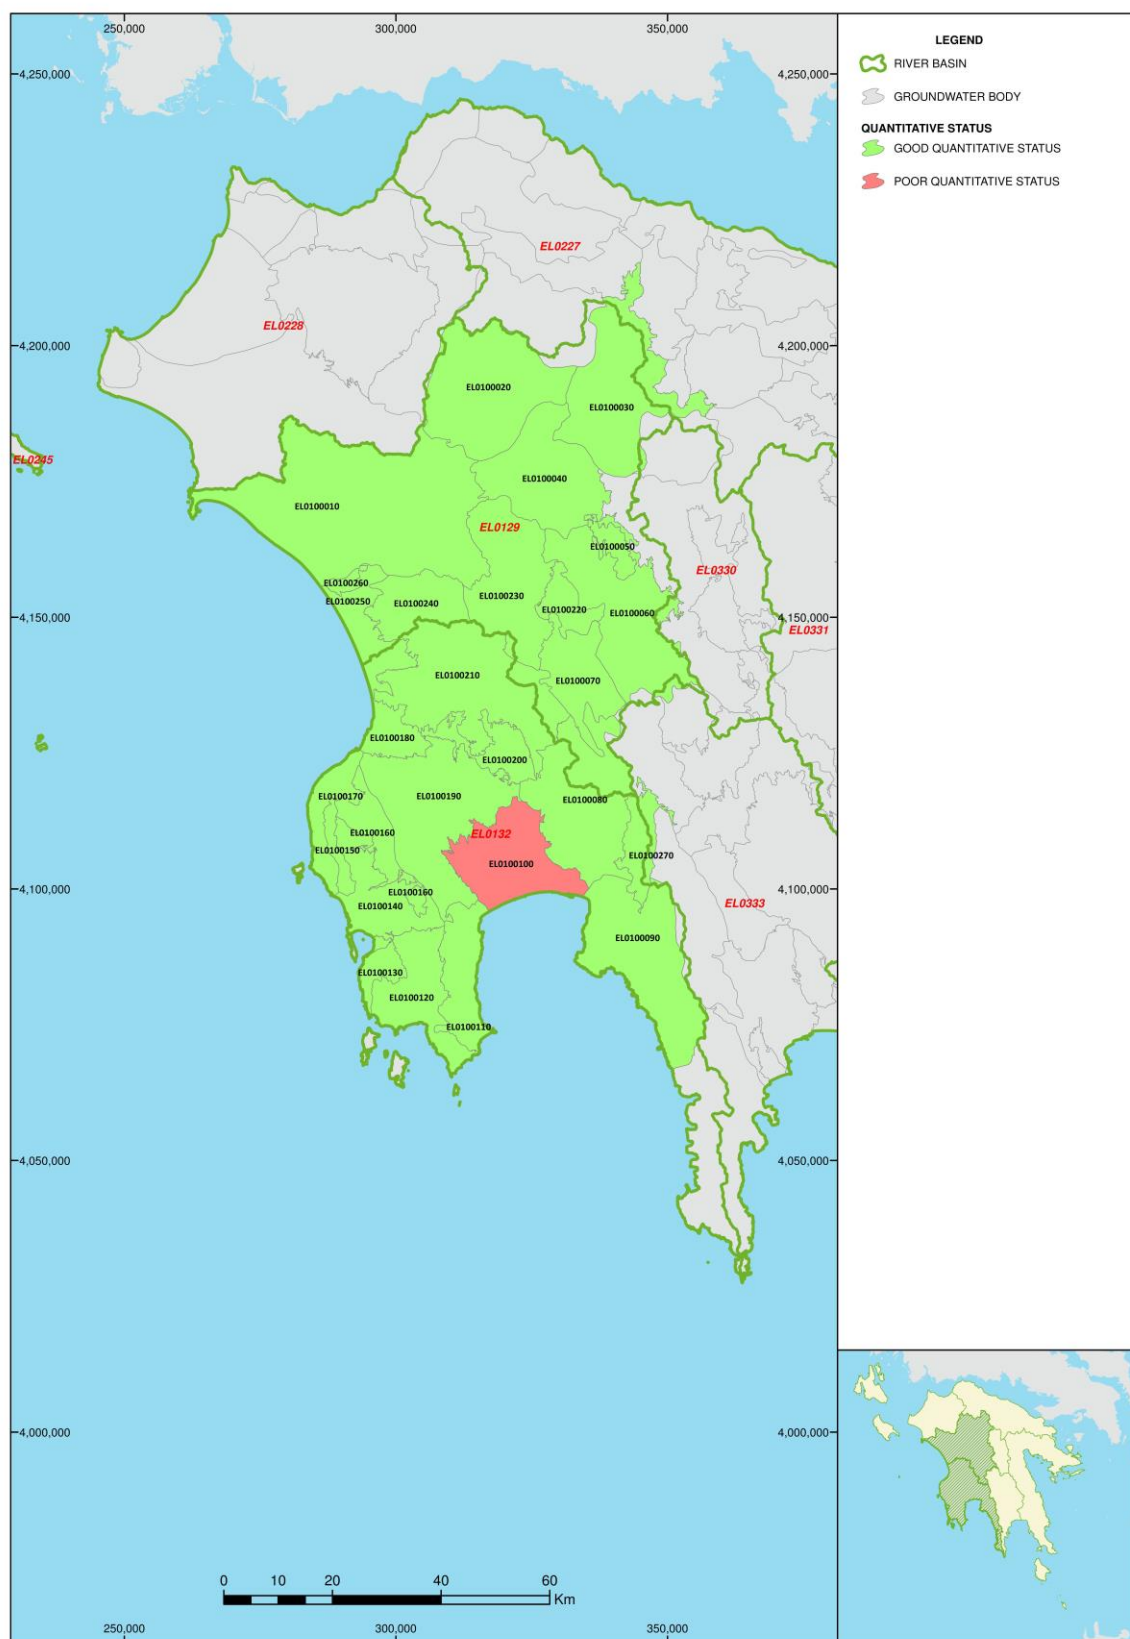 250,000
300,000
350,000
4,250,000
4,250,000
LEGEND
RIVER BASIN
GROUNDWATER BODY
QUANTITATIVE STATUS
GOOD QUANTITATIVE STATUS
POOR QUANTITATIVE STATUS
EL0227
EL0228
4,200,000
4,200,000
EL0100020
EL0100030
EL0245
EL0100040
EL0100010
EL0129
EL0100050
EL0330
EL0100260
EL0100250
EL0100240
EL0100230
EL0100220
EL0100060
4,150,000
4,150,000
EL0331
EL0100210
EL0100070
EL0100180
EL0100200
EL0100170
EL0100190
EL0100080
EL0100160
EL0132
EL0100150
EL0100100
EL0100270
4,100,000
4,100,000
EL0100160
EL0100140
EL0333
EL0100090
EL0100130
EL0100120
EL0100110
4,050,000
4,050,000
4,000,000
4,000,000
0 10 20 40 60
Km
250,000
300,000
350,000